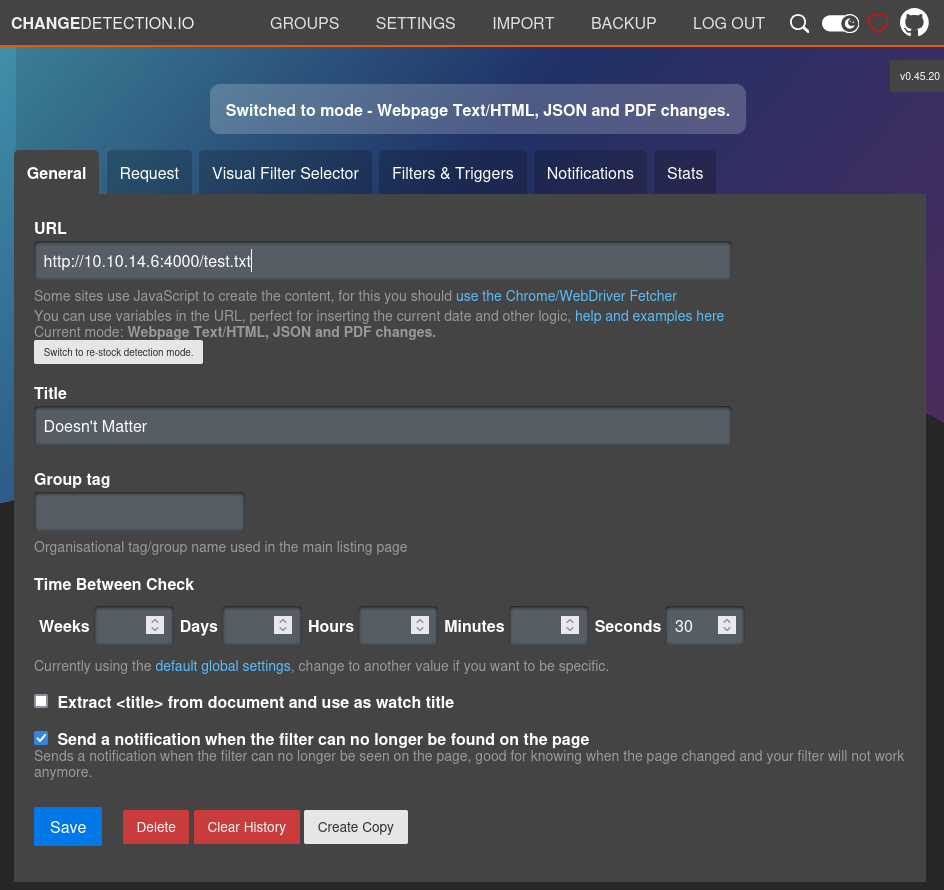 CHANGEDETECTION.IO GROUPS SETTINGS IMPORT BACKUP LOG OUT
v0.45.20
Switched to mode - Webpage Text/HTML, JSON and PDF changes.
General Request Visual Filter Selector Filters & Triggers Notifications Stats
URL
http://10.10.14.6:4000/test.txt
Some sites use JavaScript to create the content, for this you should use the Chrome/WebDriver Fetcher
You can use variables in the URL, perfect for inserting the current date and other logic, help and examples here
Current mode: Webpage Text/HTML, JSON and PDF changes.
Switch to re-stock detection mode.
Title
Doesn't Matter
Group tag
Organisational tag/group name used in the main listing page
Time Between Check
Weeks Days Hours Minutes Seconds 30
Currently using the default global settings, change to another value if you want to be specific.
Extract <title> from document and use as watch title
Send a notification when the filter can no longer be found on the page
Sends a notification when the filter can no longer be seen on the page, good for knowing when the page changed and your filter will not work
anymore.
Save Delete Clear History Create Copy